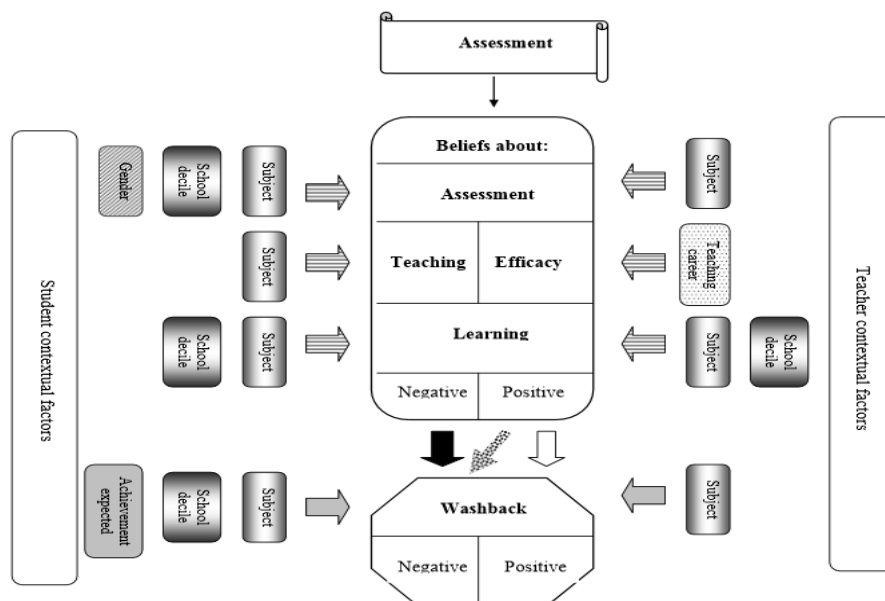 Assessment
Beliefs about:
Gender
School
decile
Subject
Assessment
Subject
Subject
Teaching
Efficacy
Teaching
career
School
decile
Subject
Learning
Subject
School
decile
Negative
Positive
Student contextual factors
Teacher contextual factors
Achievement
expected
School
decile
Subject
Washback
Subject
Negative
Positive